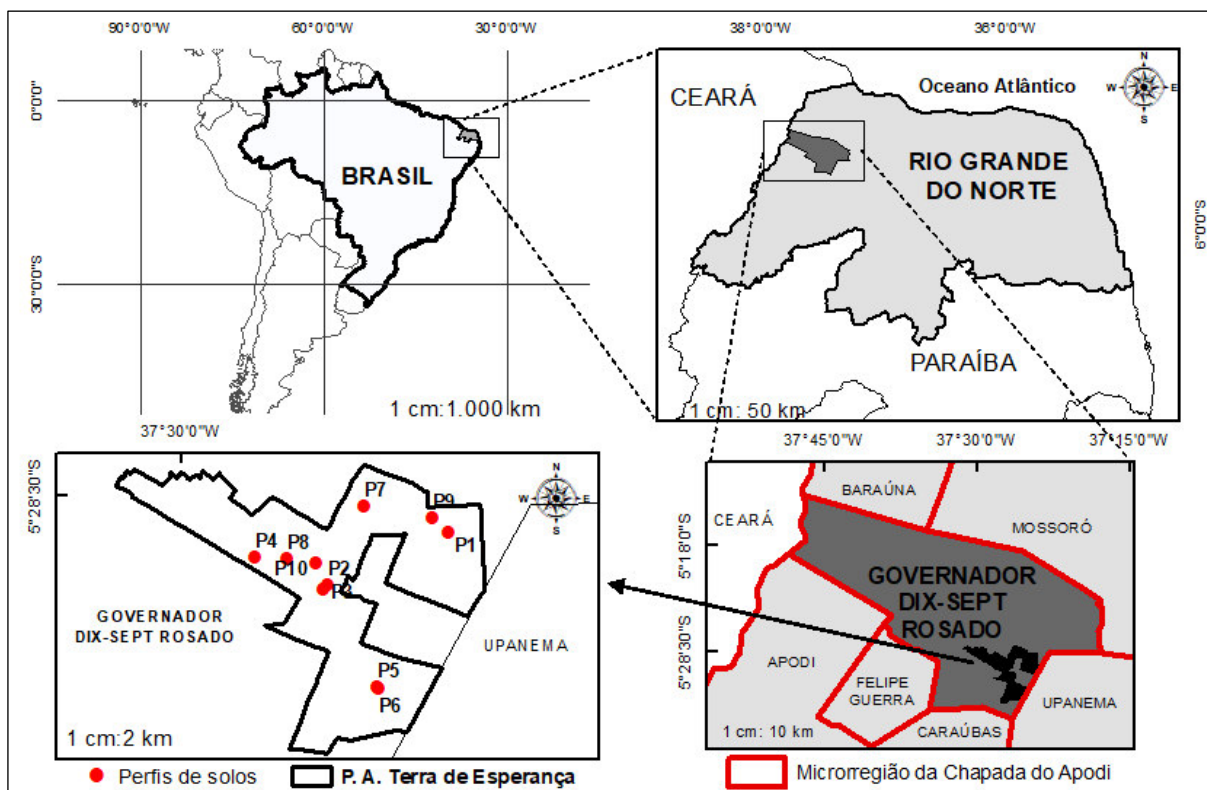 90°0'0"W
60°0'0"W
30°0'0"W
0°0'0"
30°0'0"S
BRASIL
1 cm:1.000 km
38°0'0"W
36°0'0"W
6°0'0"S
CEARÁ
Oceano Atlântico
N
W
E
S
RIO GRANDE
DO NORTE
PARAÍBA
1 cm: 50 km
37°30'0"W
5°28'30"S
N
W
E
S
P7
P9
P1
P4
P8
P10
P2
P3
GOVERNADOR
DIX-SEPT ROSADO
UPANEMA
P5
P6
1 cm:2 km
37°45'0"W
37°30'0"W
37°15'0"W
5°18'0"S
5°28'30"S
BARAÚNA
CEARÁ
MOSSORÓ
GOVERNADOR
DIX-SEPT
ROSADO
APODI
FELIPE
GUERRA
UPANEMA
CARAÚBAS
1 cm: 10 km
Perfis de solos
P. A. Terra de Esperança
Microrregião da Chapada do Apodi